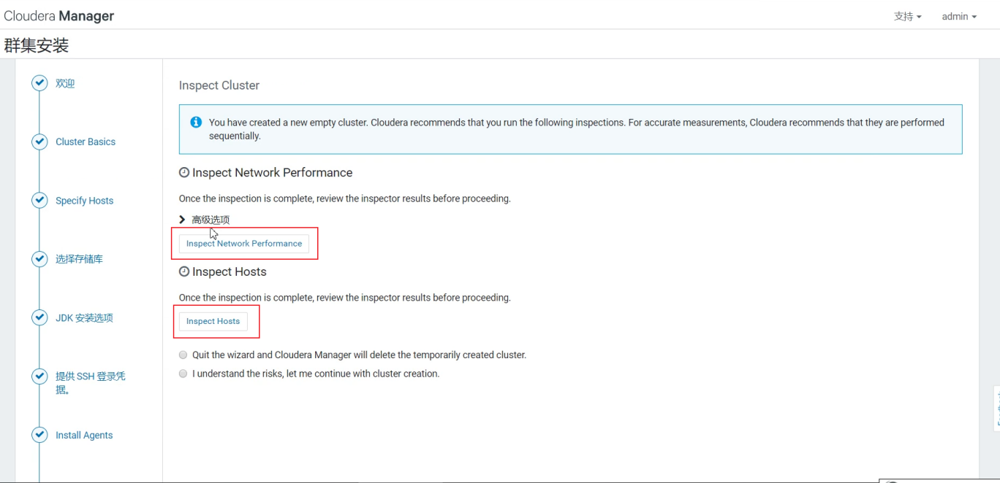 Cloudera Manager
支持
admin
群集安装
欢迎
Cluster Basics
Specify Hosts
选择存储库
JDK 安装选项
提供 SSH 登录凭
据。
Install Agents
Inspect Cluster
You have created a new empty cluster. Cloudera recommends that you run the following inspections. For accurate measurements, Cloudera recommends that they are performed
sequentially.
Inspect Network Performance
Once the inspection is complete, review the inspector results before proceeding.
高级选项
Inspect Network Performance
Inspect Hosts
Once the inspection is complete, review the inspector results before proceeding.
Inspect Hosts
Quit the wizard and Cloudera Manager will delete the temporarily created cluster.
I understand the risks, let me continue with cluster creation.